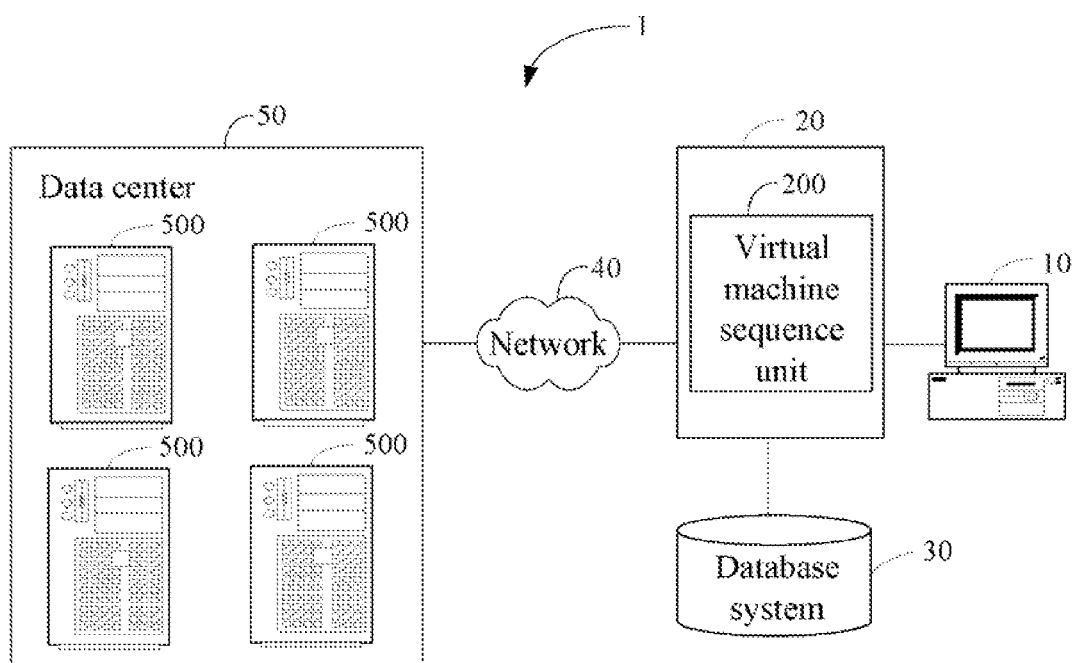 1
50
Data center
500
500
500
500
40
Network
20
200
Virtual
machine
sequence
unit
10
Database
system
30